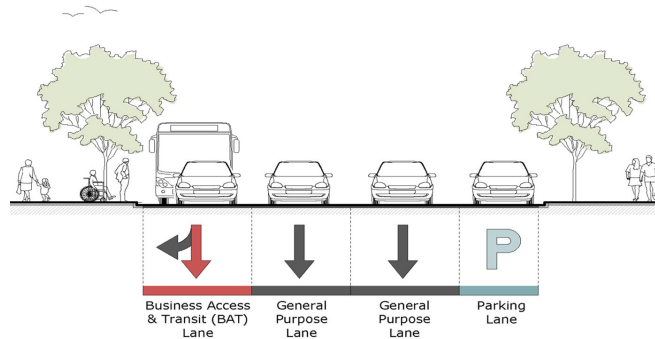 P
Business Access
& Transit (BAT)
Lane
General
Purpose
Lane
General
Purpose
Lane
Parking
Lane